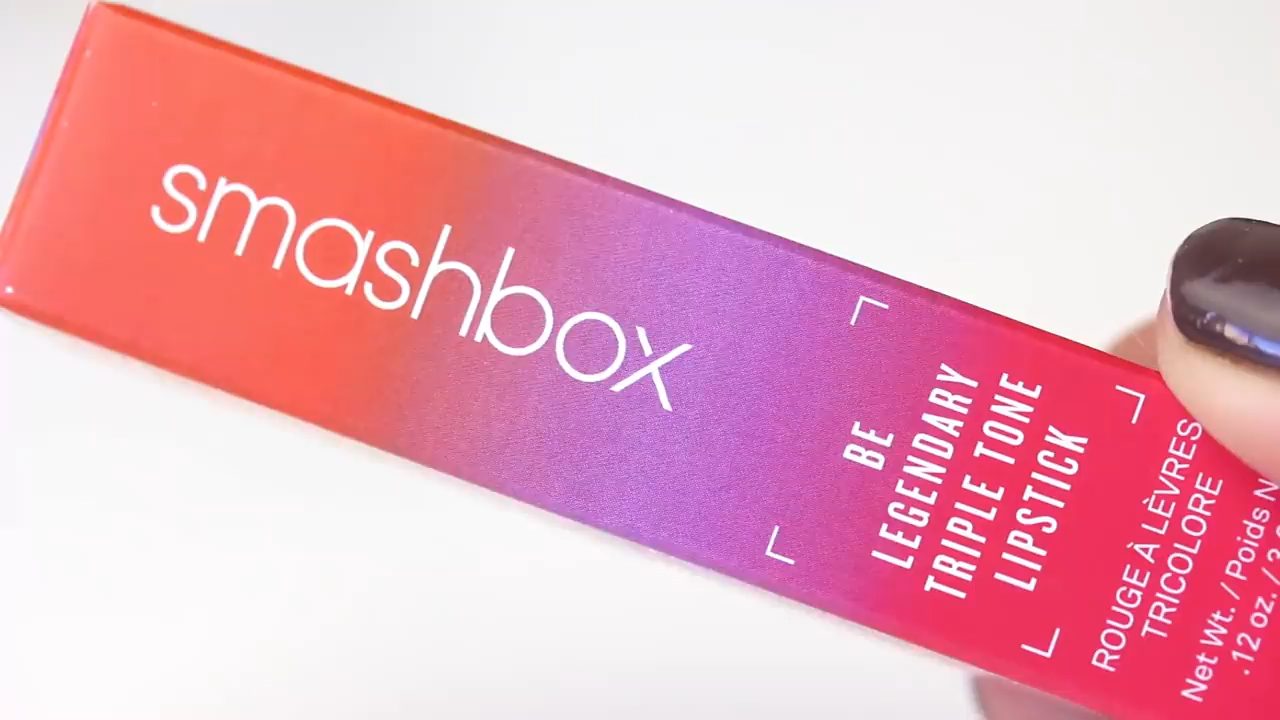 smashbox
BE
LEGENDARY
TRIPLE TONE
LIPSTICK
ROUGE À LÈVRES
TRICOLORE
Net Wt. / Poids
.12 oz. /